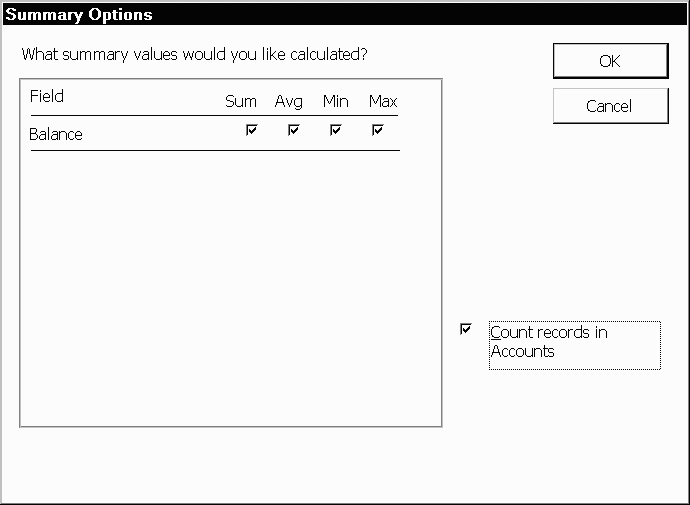 Summary Options
What summary values would you like calculated?
OK
Cancel
Field Sum Avg Min Max
Balance
Count records in
Accounts